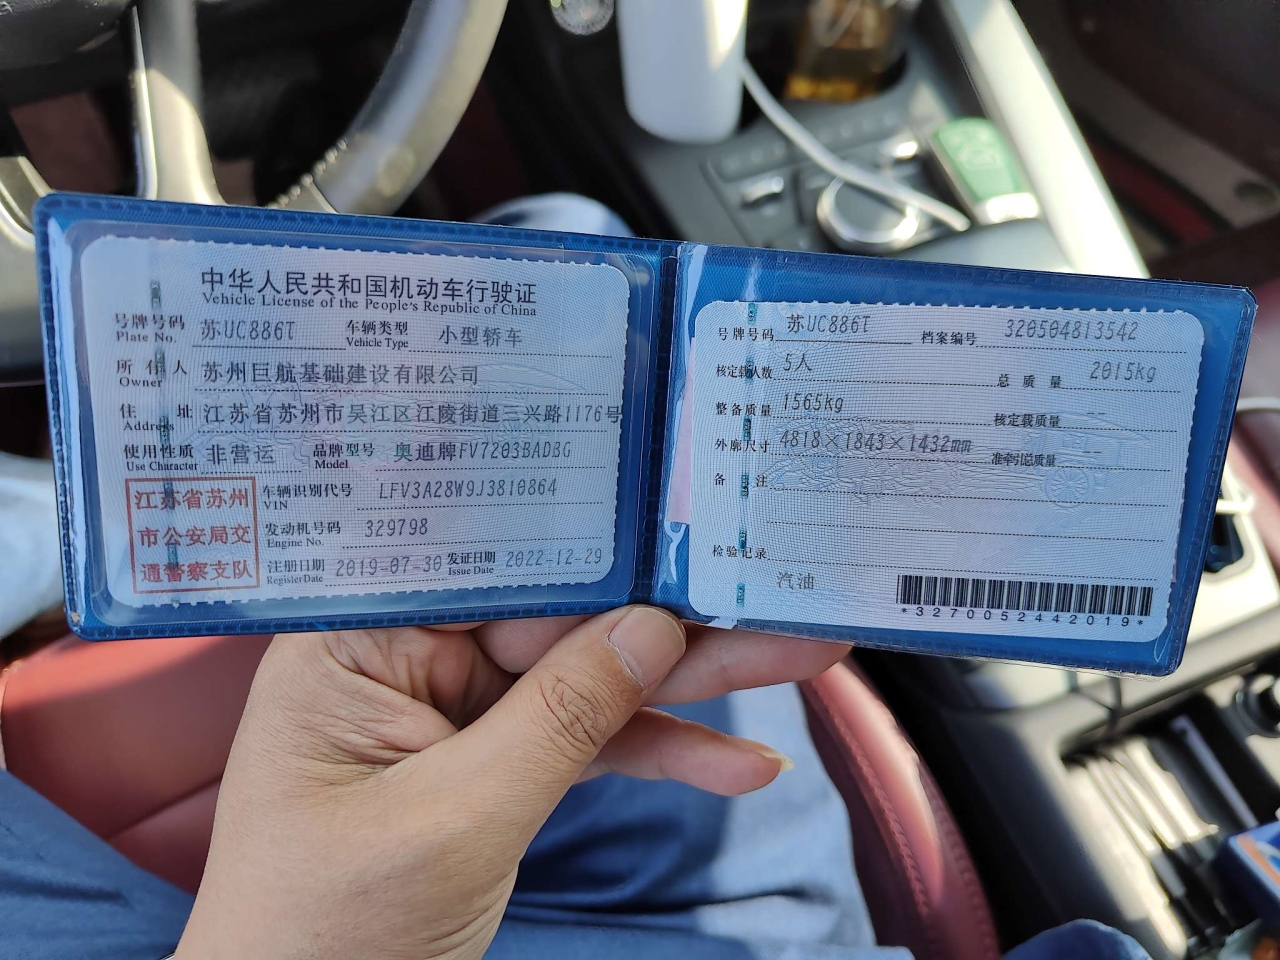 中华人民共和国机动车行驶证
Vehicle License of the People's Republic of China
号牌号码 苏UC886T 车辆类型 小型轿车
Plate No. Vehicle Type
所有人 苏州巨航基础建设有限公司
Owner
住址 江苏省苏州市吴江区江陵街道三兴路1176号
Address
使用性质 非营运 品牌型号 奥迪牌FV7203BADBG
Use Character Model
江苏省苏州
市公安局交
通警察支队
车辆识别代号 LFV3A28W9J3810864
VIN
发动机号码 329798
Engine No.
注册日期 2019-07-30 发证日期 2022-12-29
Register Date Issue Date
号牌号码 苏UC886T 档案编号 320504813542
核定载人数 5人 总质量 2015kg
整备质量 1565kg 核定载质量 --
外廓尺寸 4818×1843×1432mm 准牵引总质量 --
备注
检验记录
汽油
*3270052442019*